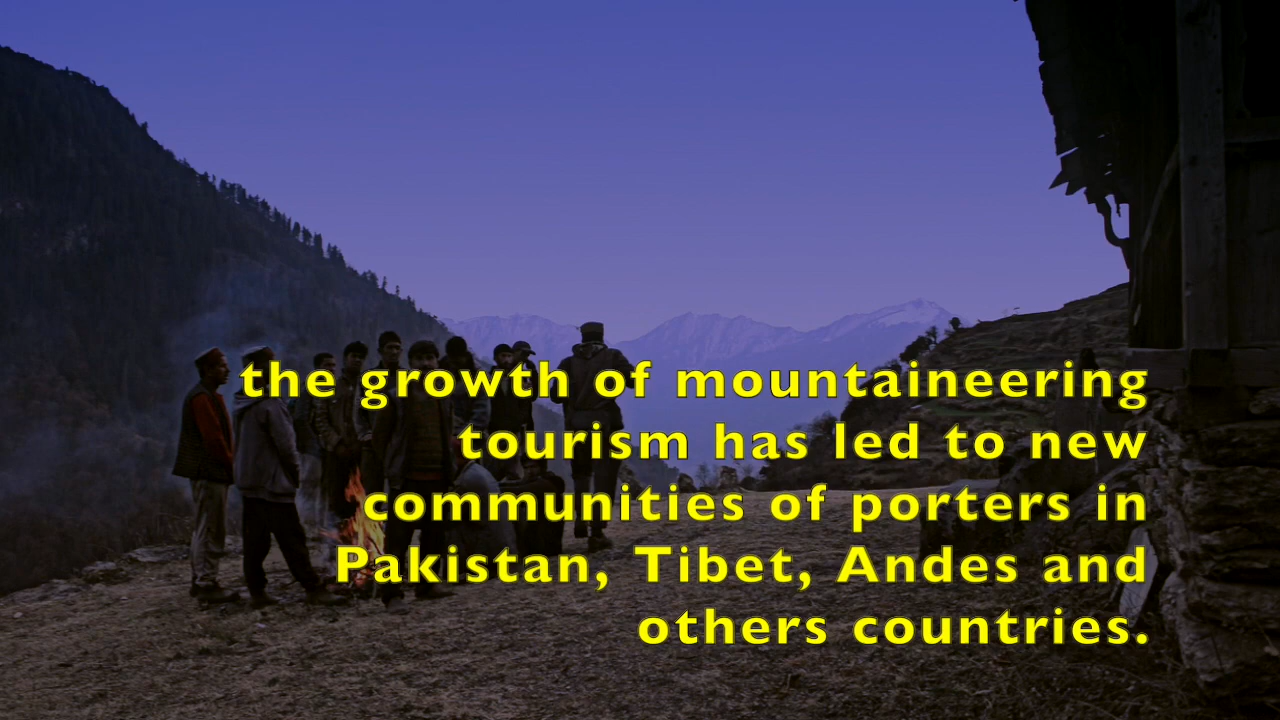 the growth of mountaineering
tourism has led to new
communities of porters in
Pakistan, Tibet, Andes and
others countries.